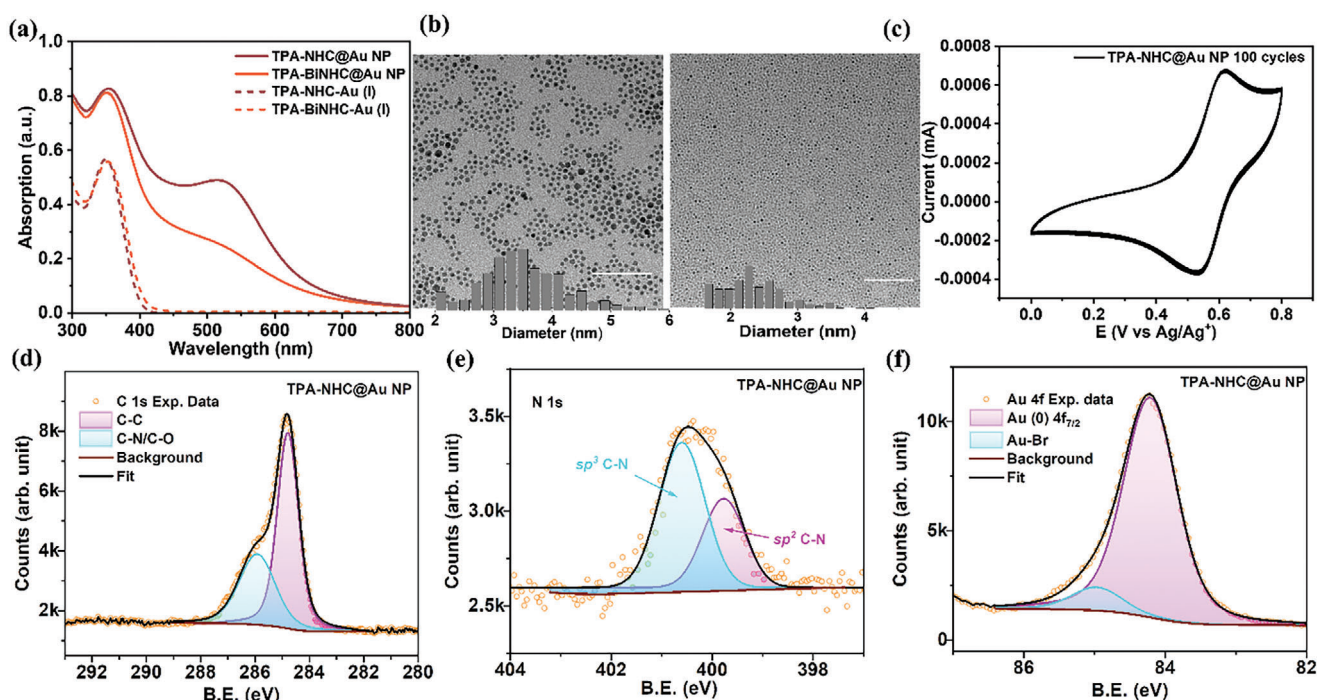 (a)
1.0
0.8
0.6
0.4
0.2
0.0
Absorption (a.u.)
TPA-NHC@Au NP
TPA-BiNHC@Au NP
TPA-NHC-Au (I)
TPA-BiNHC-Au (I)
300 400 500 600 700 800
Wavelength (nm)
(b)
2 3 4 5 6
Diameter (nm)
2 3 4
Diameter (nm)
(c)
0.0008
0.0006
0.0004
0.0002
0.0000
-0.0002
-0.0004
Current (mA)
TPA-NHC@Au NP 100 cycles
0.0 0.2 0.4 0.6 0.8
E (V vs Ag/Ag⁺)
(d)
TPA-NHC@Au NP
C 1s Exp. Data
C-C
C-N/C-O
Background
Fit
8k
6k
4k
2k
Counts (arb. unit)
292 290 288 286 284 282 280
B.E. (eV)
(e)
TPA-NHC@Au NP
N 1s
3.5k
3.0k
2.5k
Counts (arb. unit)
sp³ C-N
sp² C-N
404 402 400 398
B.E. (eV)
(f)
TPA-NHC@Au NP
Au 4f Exp. data
Au (0) 4f₇/₂
Au-Br
Background
Fit
10k
5k
0
Counts (arb. unit)
86 84 82
B.E. (eV)